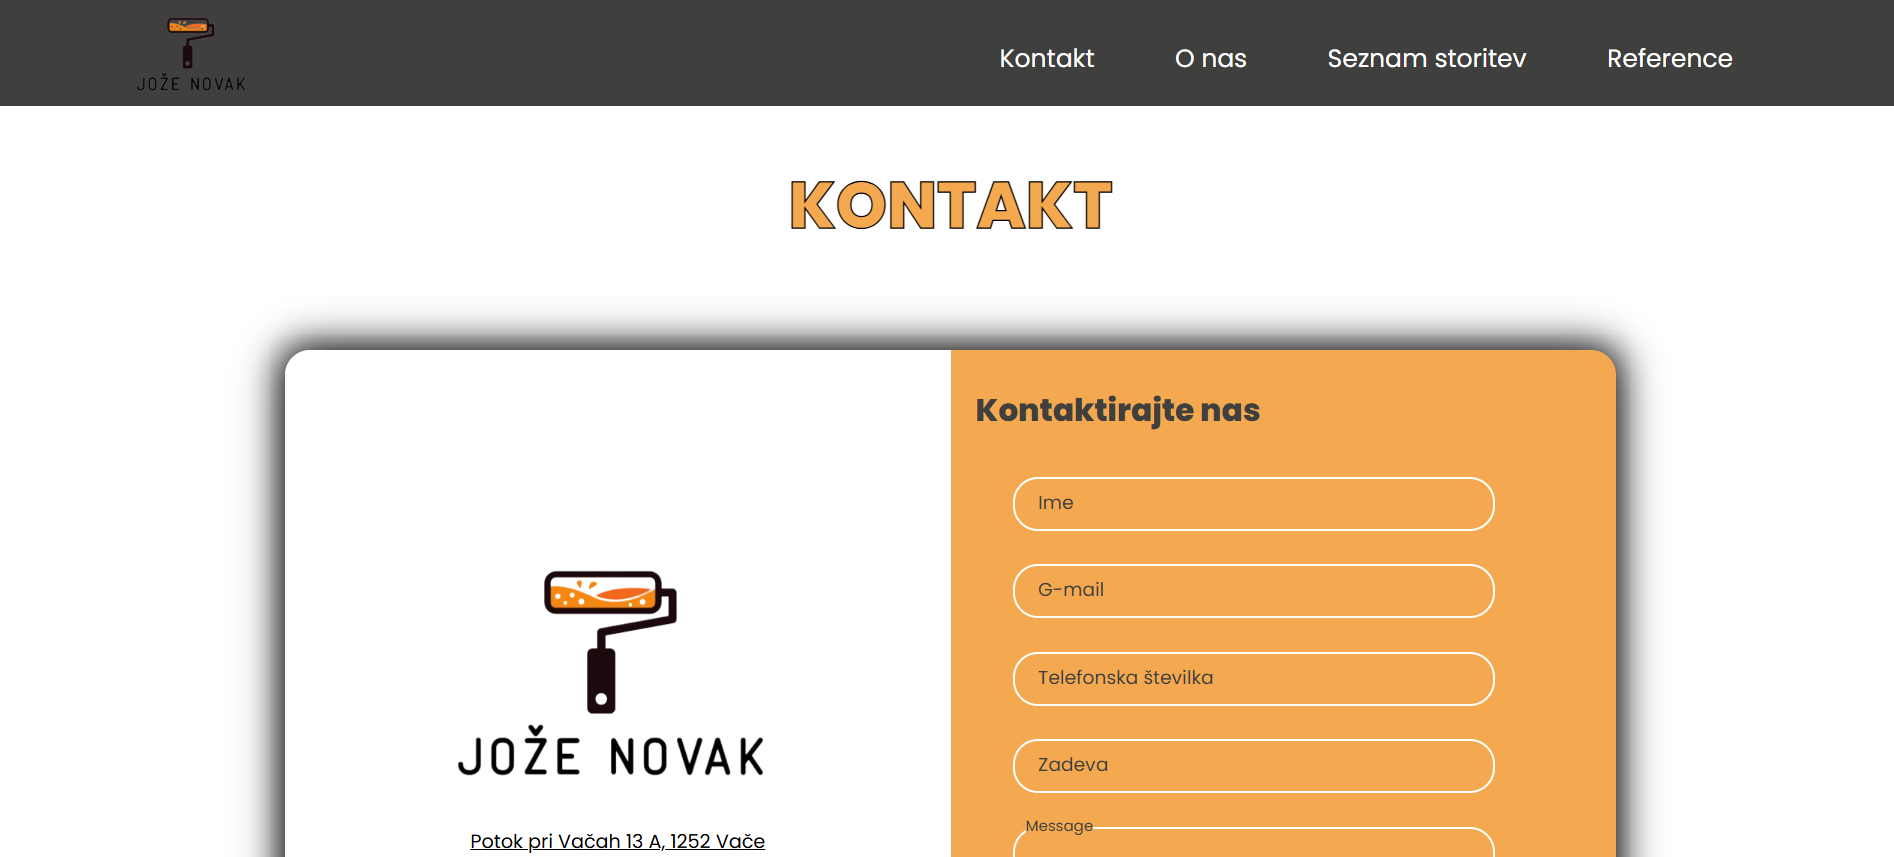 JOŽE NOVAK
Kontakt
O nas
Seznam storitev
Reference
KONTAKT
JOŽE NOVAK
Potok pri Vačah 13 A, 1252 Vače
Kontaktirajte nas
Ime
G-mail
Telefonska številka
Zadeva
Message